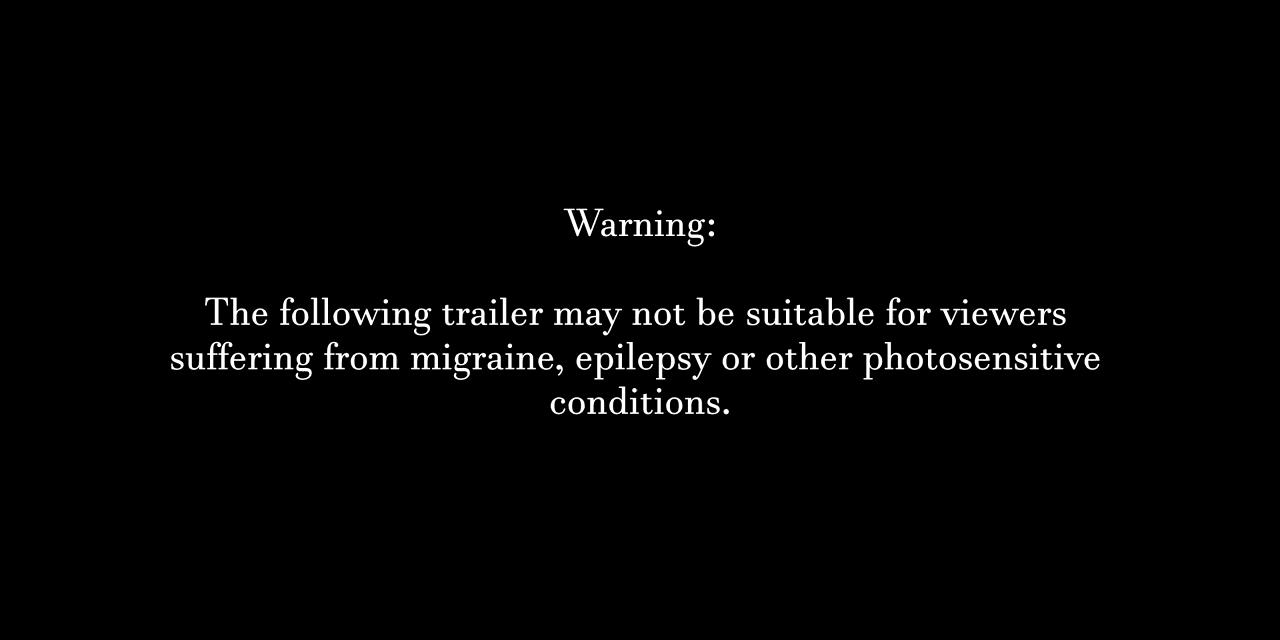 Warning:
The following trailer may not be suitable for viewers
suffering from migraine, epilepsy or other photosensitive
conditions.